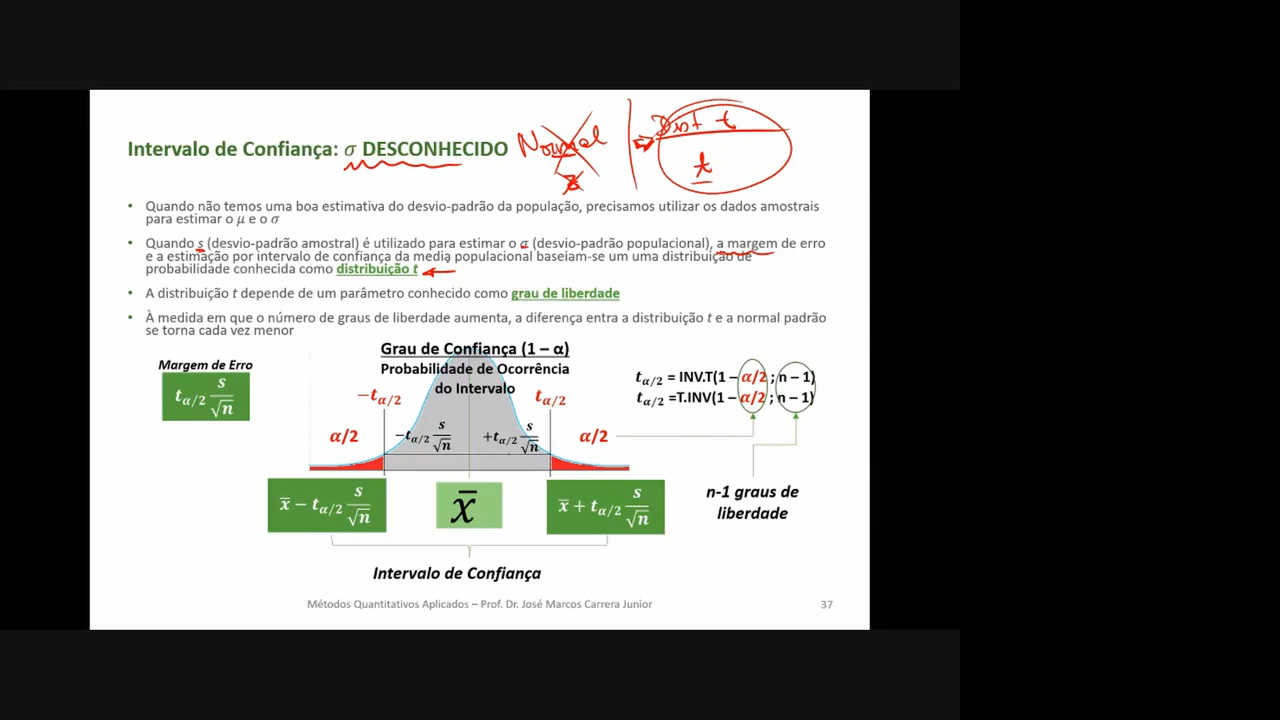 Intervalo de Confiança: σ DESCONHECIDO
Normal
z
Dist t
t
• Quando não temos uma boa estimativa do desvio-padrão da população, precisamos utilizar os dados amostrais
para estimar o μ e o σ
• Quando s (desvio-padrão amostral) é utilizado para estimar o σ (desvio-padrão populacional), a margem de erro
e a estimação por intervalo de confiança da media populacional baseiam-se um uma distribuição de
probabilidade conhecida como distribuição t
• A distribuição t depende de um parâmetro conhecido como grau de liberdade
• À medida em que o número de graus de liberdade aumenta, a diferença entra a distribuição t e a normal padrão
se torna cada vez menor
Margem de Erro
tα/2 s/√n
Grau de Confiança (1 – α)
Probabilidade de Ocorrência
do Intervalo
−tα/2
tα/2
α/2
−tα/2 s/√n
+tα/2 s/√n
α/2
tα/2 = INV.T(1 – α/2 ; n – 1)
tα/2 =T.INV(1 – α/2 ; n – 1)
x̅ − tα/2 s/√n
x̅
x̅ + tα/2 s/√n
n-1 graus de
liberdade
Intervalo de Confiança
Métodos Quantitativos Aplicados – Prof. Dr. José Marcos Carrera Junior
37